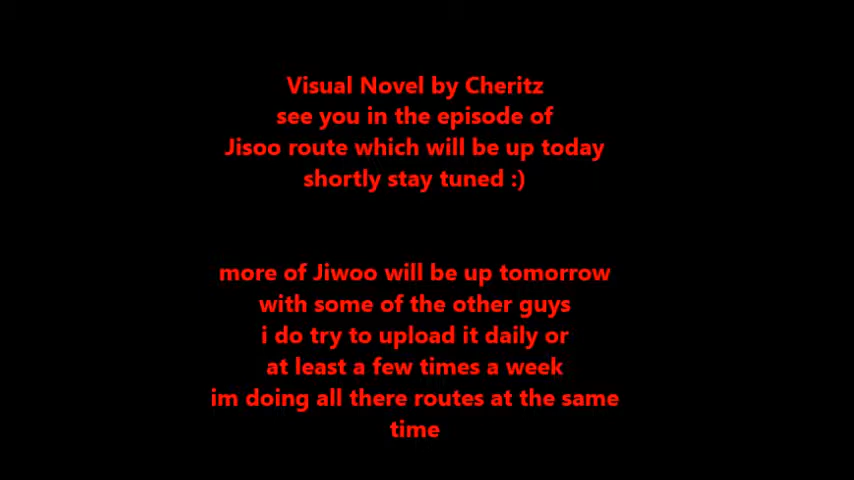 Visual Novel by Cheritz
see you in the episode of
Jisoo route which will be up today
shortly stay tuned :)
more of Jiwoo will be up tomorrow
with some of the other guys
i do try to upload it daily or
at least a few times a week
im doing all there routes at the same
time